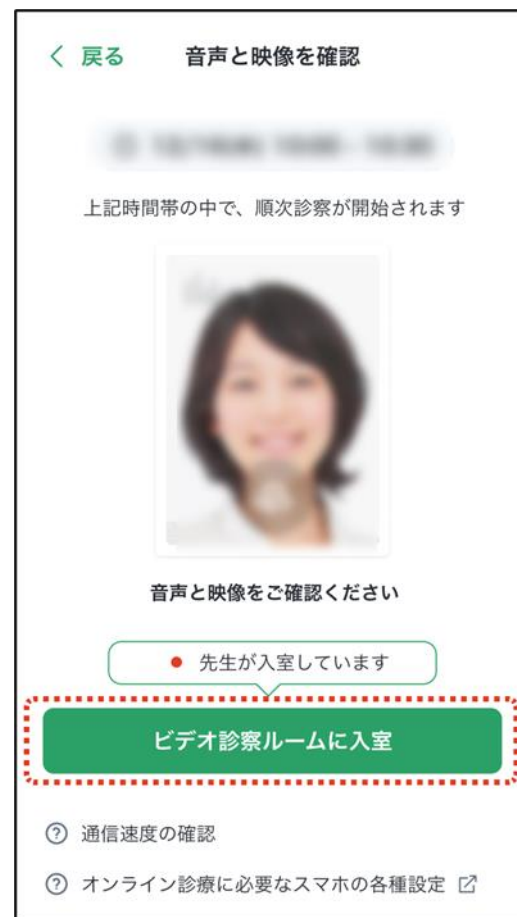 戻る 音声と映像を確認
上記時間帯の中で、順次診察が開始されます
音声と映像をご確認ください
先生が入室しています
ビデオ診察ルームに入室
通信速度の確認
オンライン診療に必要なスマホの各種設定